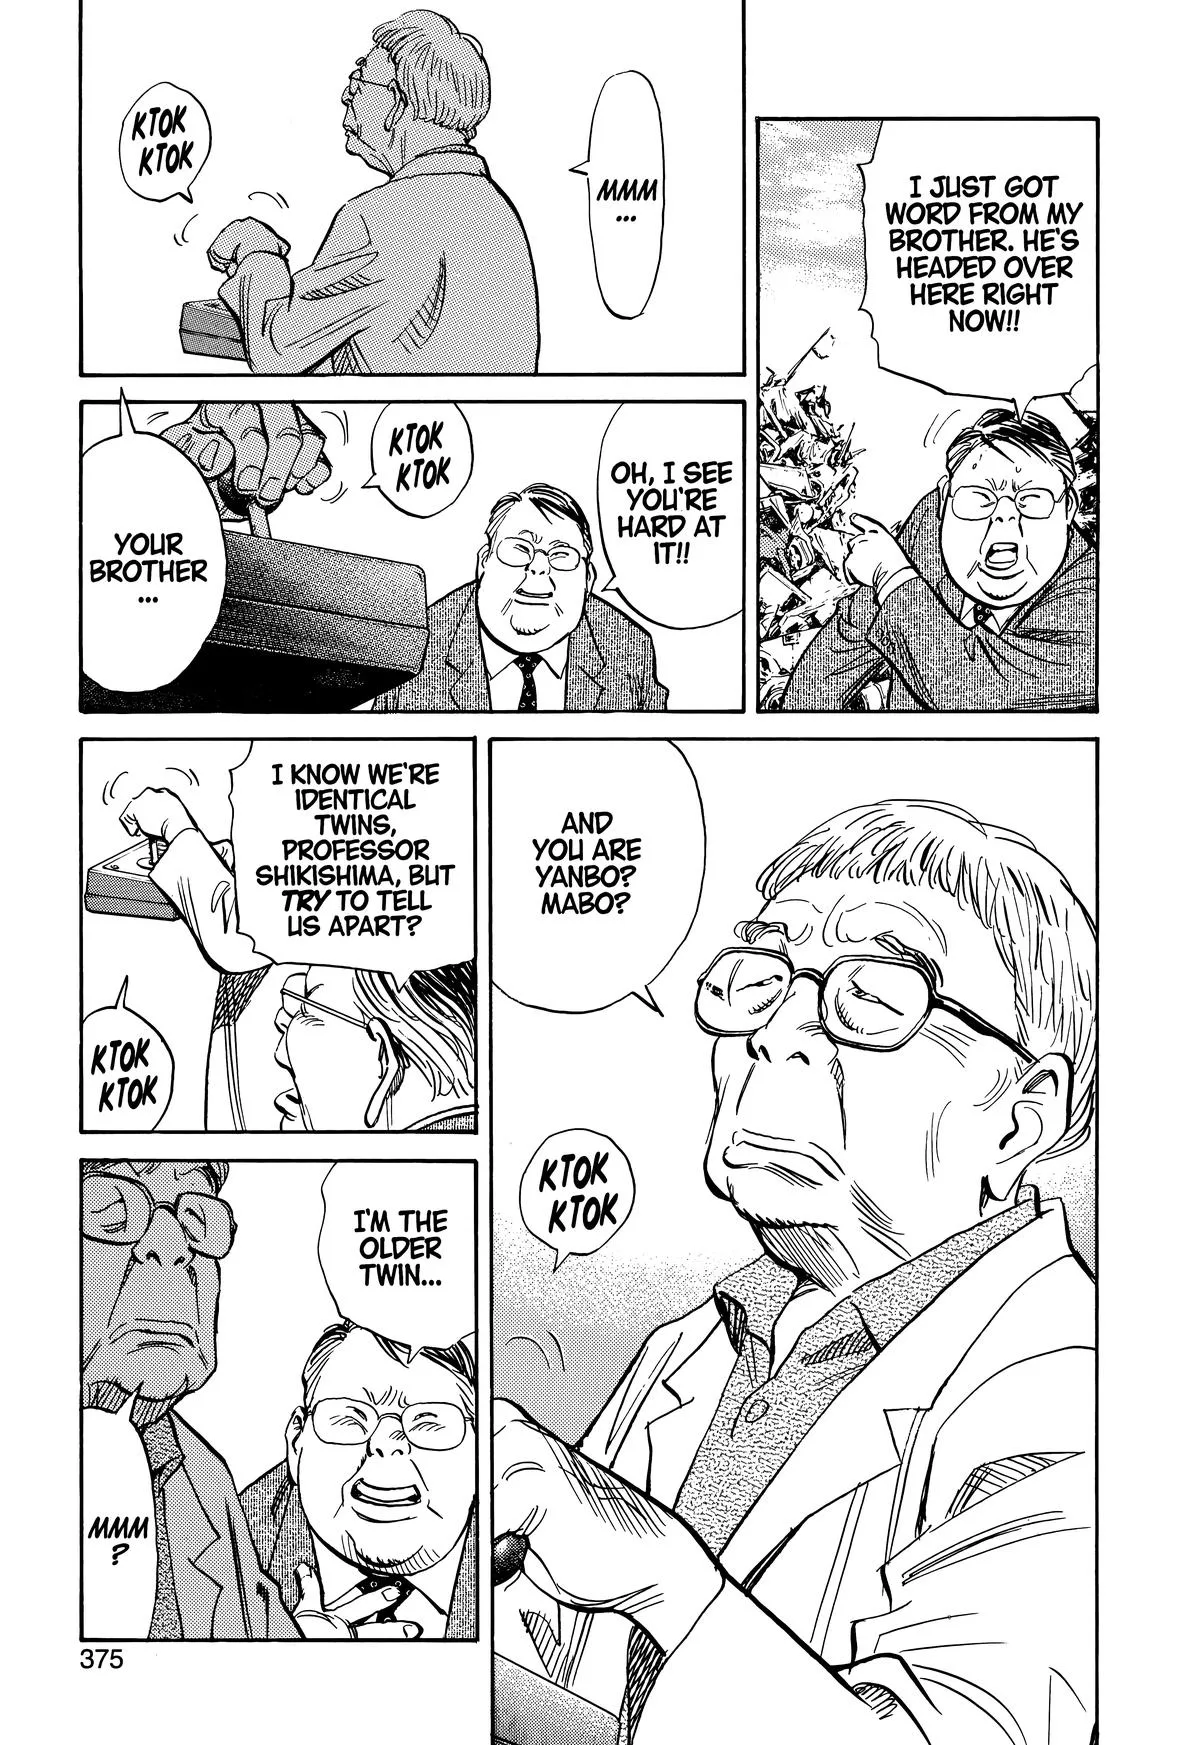 I JUST GOT
WORD FROM MY
BROTHER. HE'S
HEADED OVER
HERE RIGHT
NOW!!
MMM
...
KTOK
KTOK
OH, I SEE
YOU'RE
HARD AT
IT!!
KTOK
KTOK
YOUR
BROTHER
...
AND
YOU ARE
YANBO?
MABO?
KTOK
KTOK
I KNOW WE'RE
IDENTICAL
TWINS,
PROFESSOR
SHIKISHIMA, BUT
TRY TO TELL
US APART?
KTOK
KTOK
I'M THE
OLDER
TWIN...
MMM
?
375